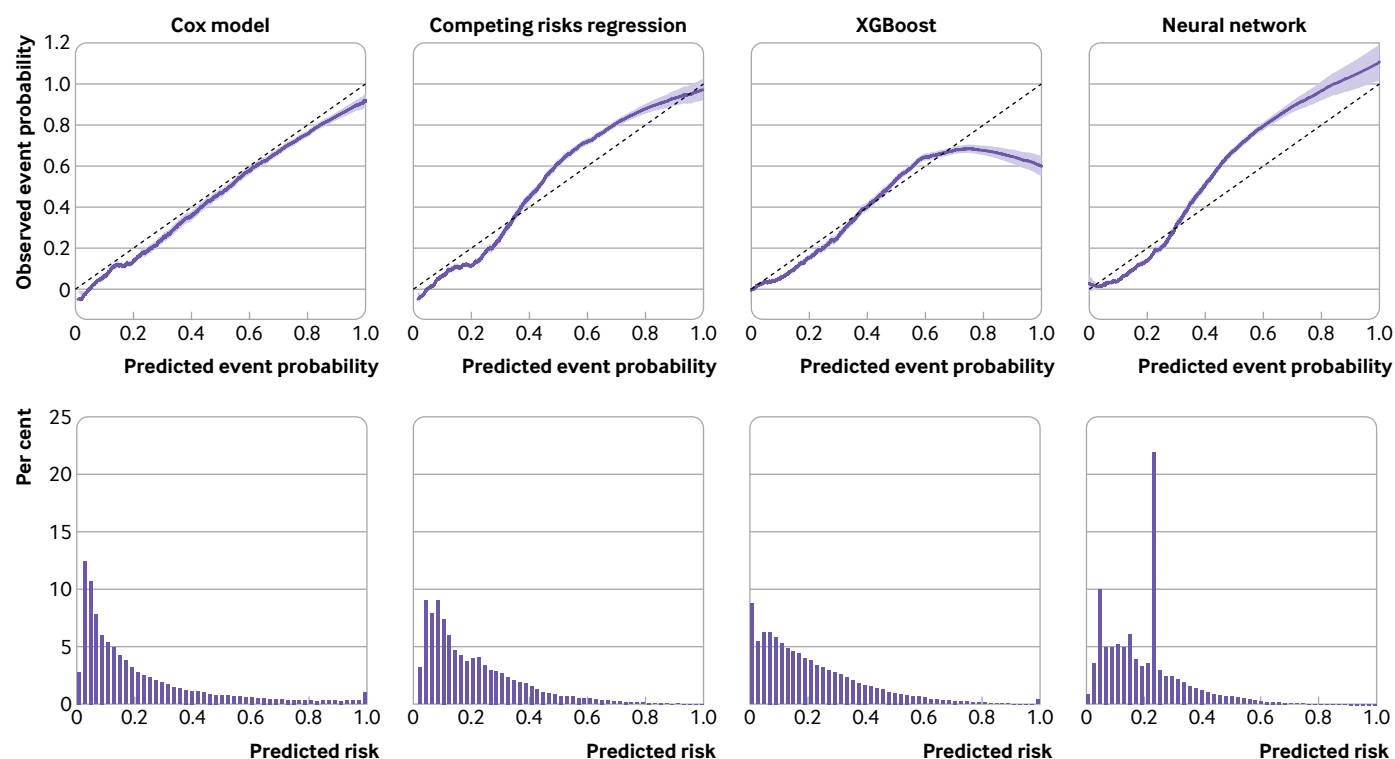 Cox model
Competing risks regression
XGBoost
Neural network
Observed event probability
1.2
1.0
0.8
0.6
0.4
0.2
0
0 0.2 0.4 0.6 0.8 1.0
0 0.2 0.4 0.6 0.8 1.0
0 0.2 0.4 0.6 0.8 1.0
0 0.2 0.4 0.6 0.8 1.0
Predicted event probability
Predicted event probability
Predicted event probability
Predicted event probability
Per cent
25
20
15
10
5
0
0 0.2 0.4 0.6 0.8 1.0
0 0.2 0.4 0.6 0.8 1.0
0 0.2 0.4 0.6 0.8 1.0
0 0.2 0.4 0.6 0.8 1.0
Predicted risk
Predicted risk
Predicted risk
Predicted risk